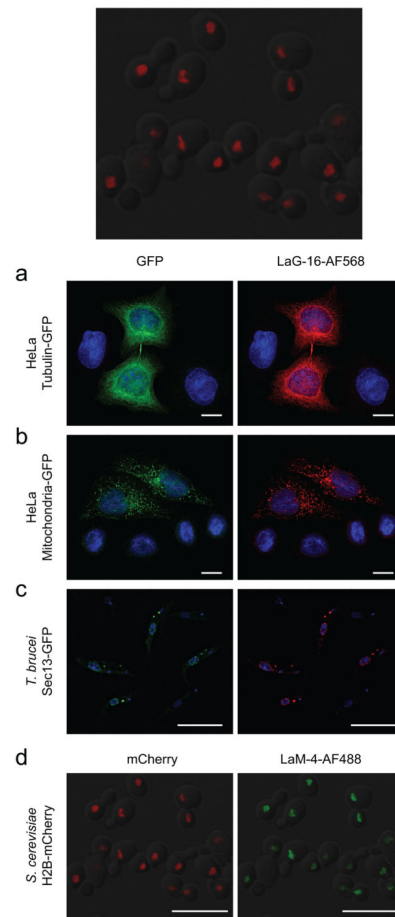 GFP
LaG-16-AF568
a
HeLa
Tubulin-GFP
b
HeLa
Mitochondria-GFP
c
T. brucei
Sec13-GFP
d
mCherry
LaM-4-AF488
S. cerevisiae
H2B-mCherry